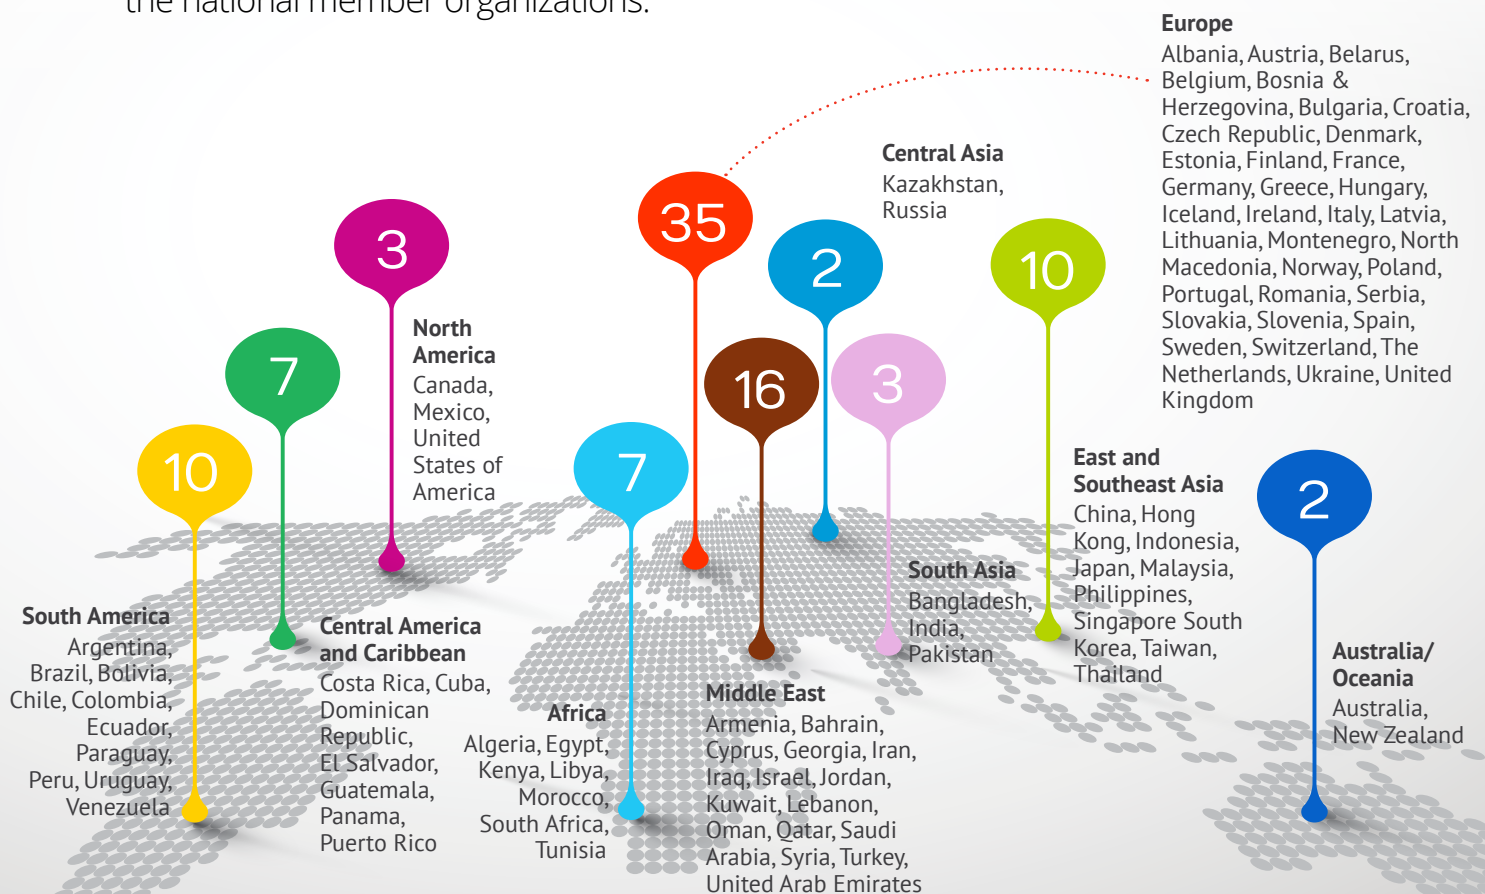 the national member organizations.
Europe
Albania, Austria, Belarus,
Belgium, Bosnia &
Herzegovina, Bulgaria, Croatia,
Czech Republic, Denmark,
Estonia, Finland, France,
Germany, Greece, Hungary,
Iceland, Ireland, Italy, Latvia,
Lithuania, Montenegro, North
Macedonia, Norway, Poland,
Portugal, Romania, Serbia,
Slovakia, Slovenia, Spain,
Sweden, Switzerland, The
Netherlands, Ukraine, United
Kingdom
35
Central Asia
Kazakhstan,
Russia
2
3
North
America
Canada,
Mexico,
United
States of
America
10
East and
Southeast Asia
China, Hong
Kong, Indonesia,
Japan, Malaysia,
Philippines,
Singapore South
Korea, Taiwan,
Thailand
7
Central America
and Caribbean
Costa Rica, Cuba,
Dominican
Republic,
El Salvador,
Guatemala,
Panama,
Puerto Rico
16
Middle East
Armenia, Bahrain,
Cyprus, Georgia, Iran,
Iraq, Israel, Jordan,
Kuwait, Lebanon,
Oman, Qatar, Saudi
Arabia, Syria, Turkey,
United Arab Emirates
3
South Asia
Bangladesh,
India,
Pakistan
10
South America
Argentina,
Brazil, Bolivia,
Chile, Colombia,
Ecuador,
Paraguay,
Peru, Uruguay,
Venezuela
7
Africa
Algeria, Egypt,
Kenya, Libya,
Morocco,
South Africa,
Tunisia
2
Australia/
Oceania
Australia,
New Zealand